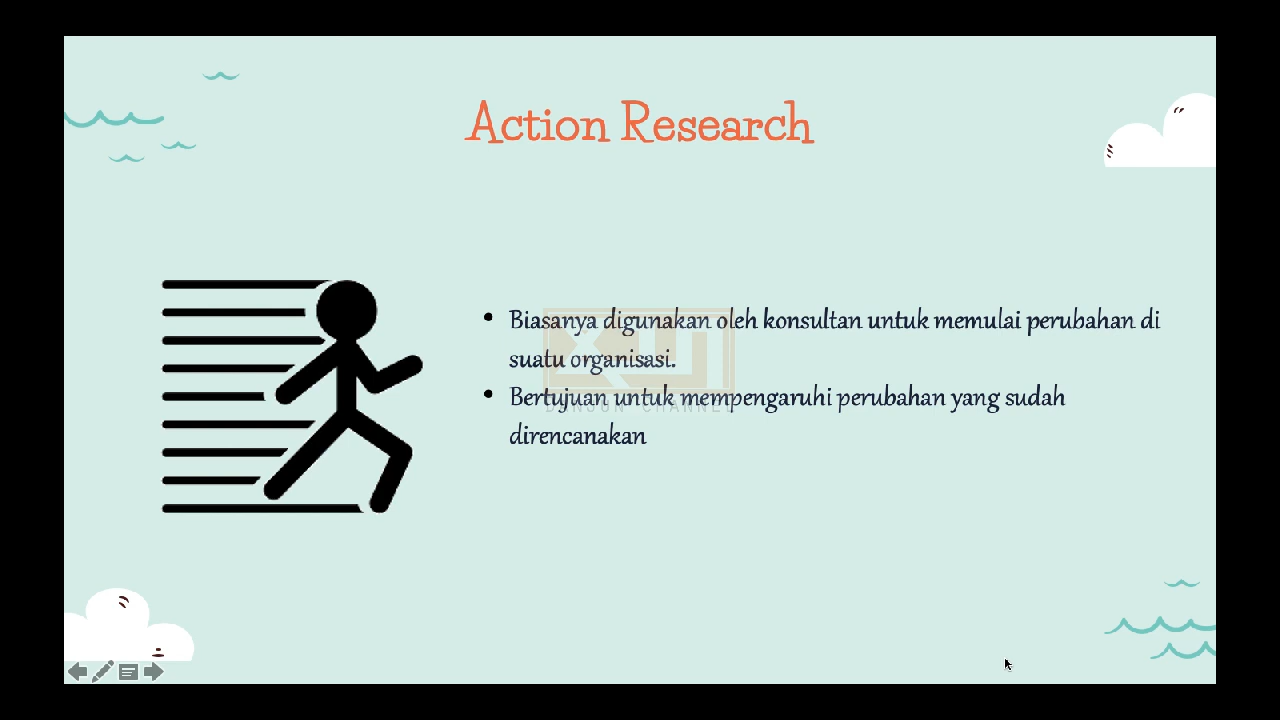 Action Research
• Biasanya digunakan oleh konsultan untuk memulai perubahan di
suatu organisasi.
• Bertujuan untuk mempengaruhi perubahan yang sudah
direncanakan